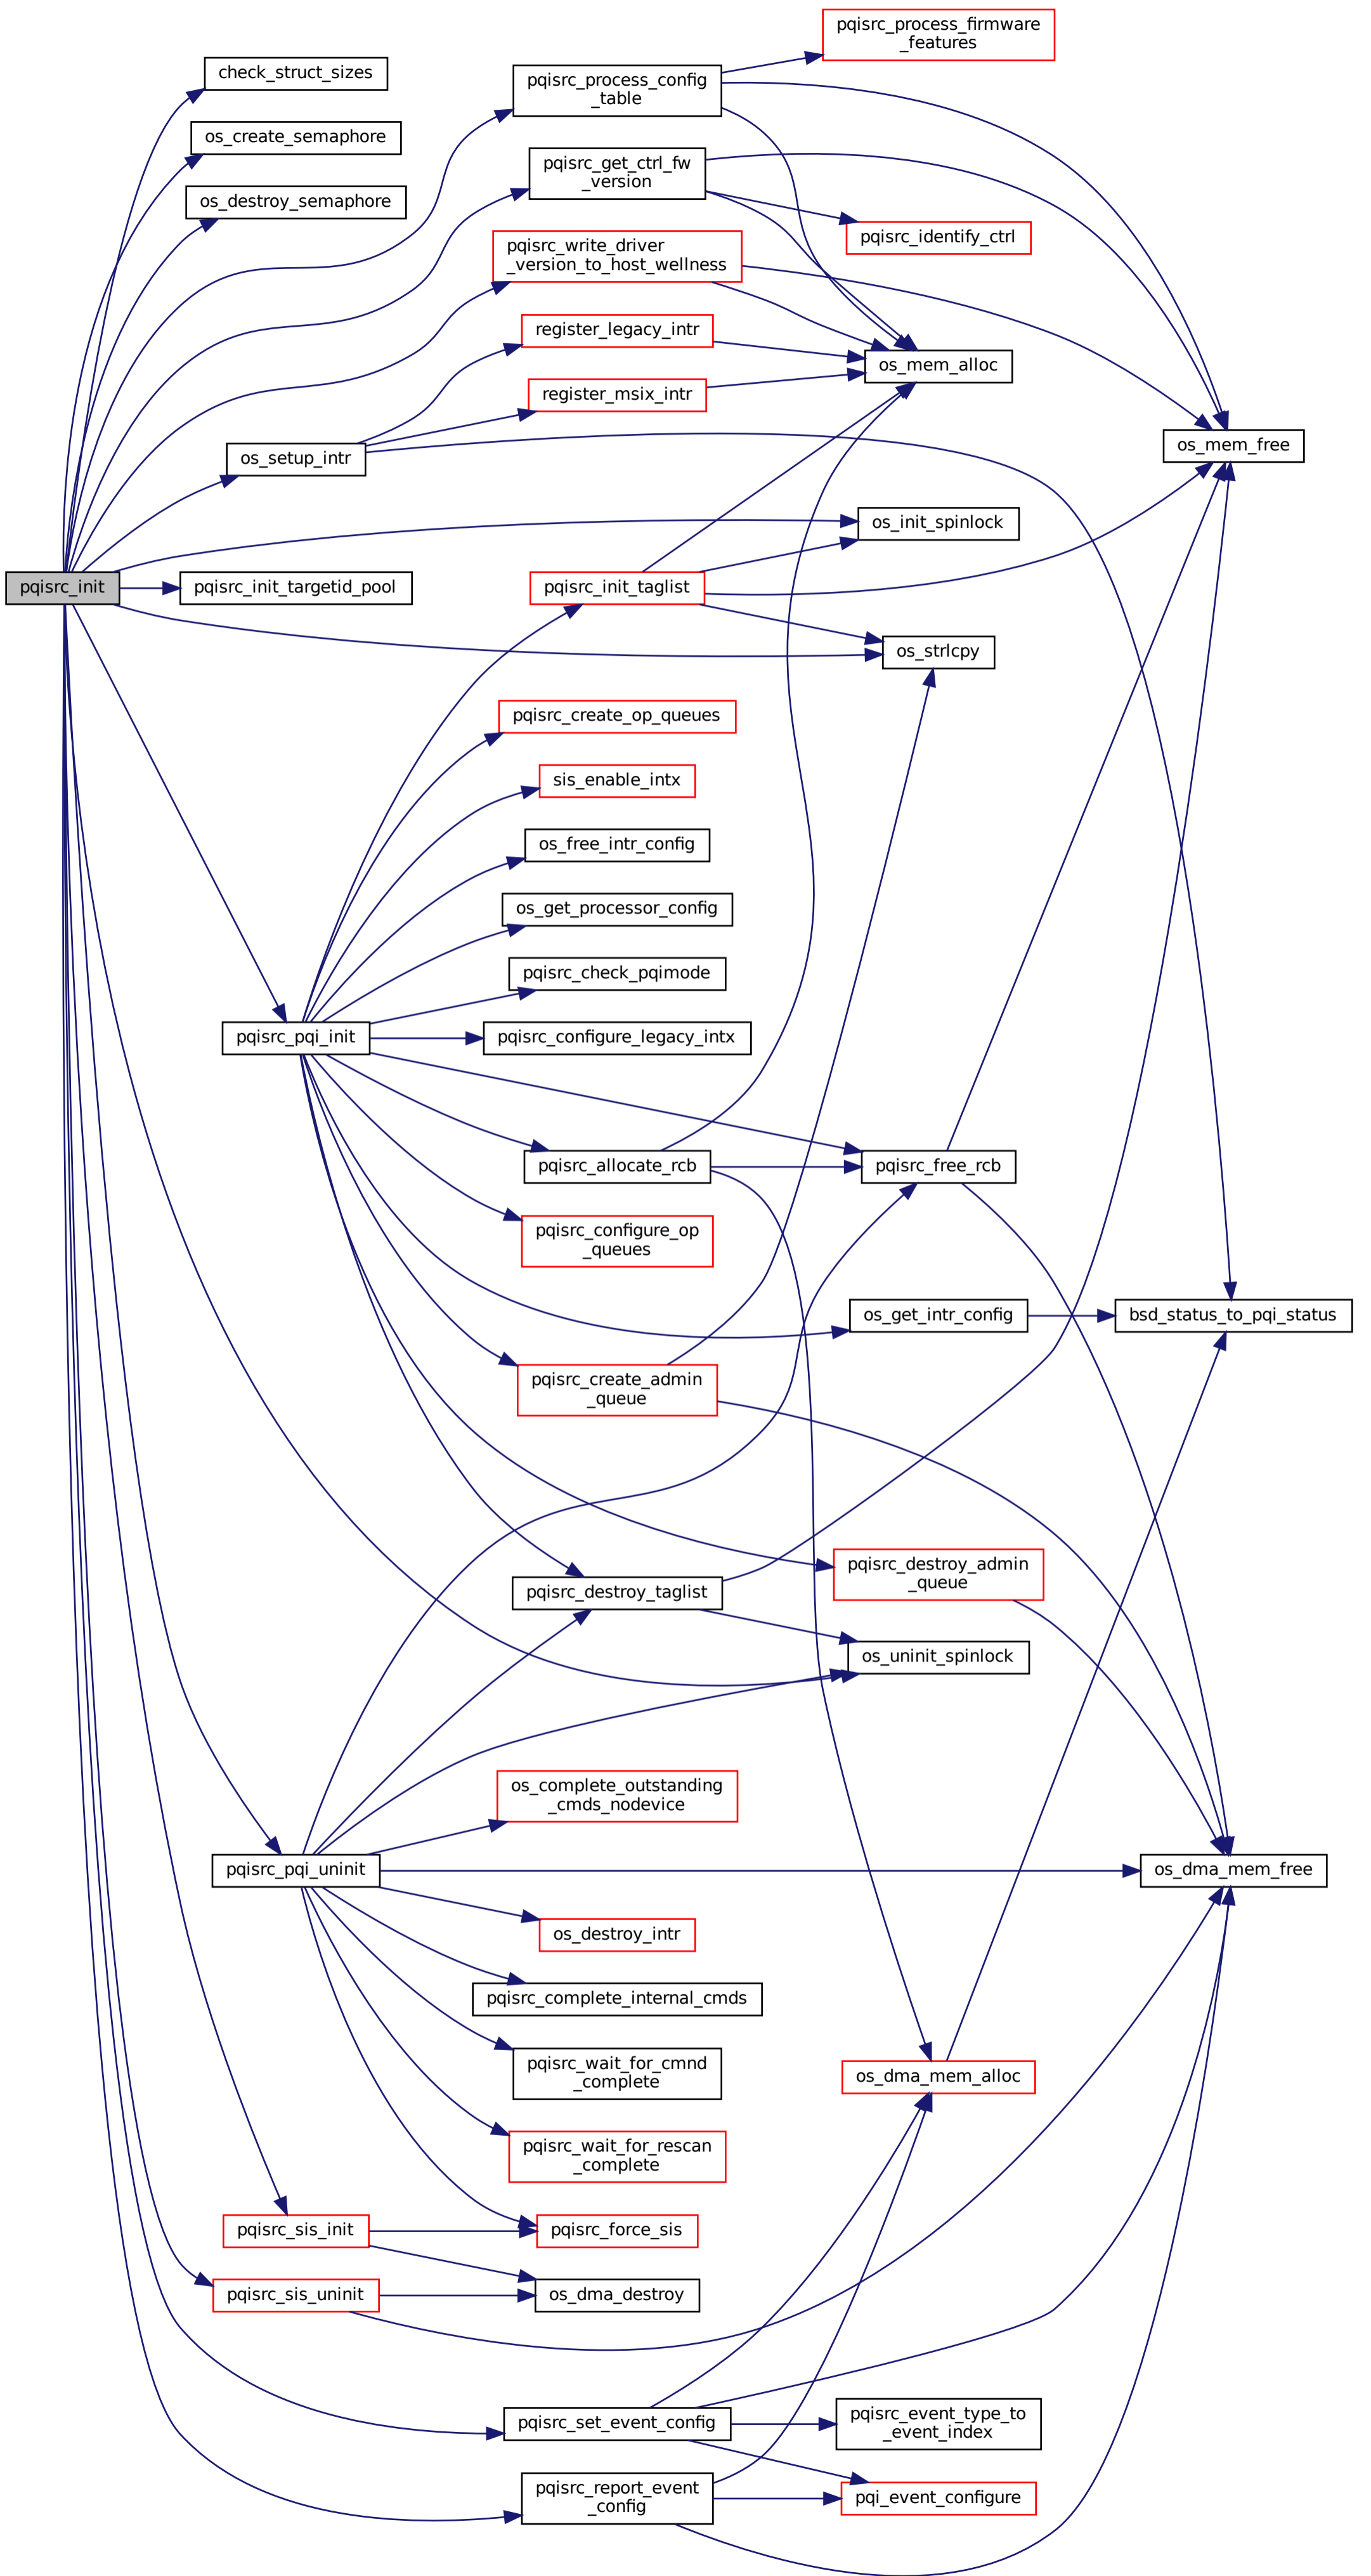 pqisrc_process_firmware
_features
check_struct_sizes
pqisrc_process_config
_table
os_create_semaphore
pqisrc_get_ctrl_fw
_version
os_destroy_semaphore
pqisrc_identify_ctrl
pqisrc_write_driver
_version_to_host_wellness
register_legacy_intr
os_mem_alloc
register_msix_intr
os_mem_free
os_setup_intr
os_init_spinlock
pqisrc_init
pqisrc_init_targetid_pool
pqisrc_init_taglist
os_strlcpy
pqisrc_create_op_queues
sis_enable_intx
os_free_intr_config
os_get_processor_config
pqisrc_check_pqimode
pqisrc_pqi_init
pqisrc_configure_legacy_intx
pqisrc_allocate_rcb
pqisrc_free_rcb
pqisrc_configure_op
_queues
os_get_intr_config
bsd_status_to_pqi_status
pqisrc_create_admin
_queue
pqisrc_destroy_admin
_queue
pqisrc_destroy_taglist
os_uninit_spinlock
os_complete_outstanding
_cmds_nodevice
pqisrc_pqi_uninit
os_dma_mem_free
os_destroy_intr
pqisrc_complete_internal_cmds
pqisrc_wait_for_cmnd
_complete
os_dma_mem_alloc
pqisrc_wait_for_rescan
_complete
pqisrc_sis_init
pqisrc_force_sis
pqisrc_sis_uninit
os_dma_destroy
pqisrc_set_event_config
pqisrc_event_type_to
_event_index
pqisrc_report_event
_config
pqi_event_configure